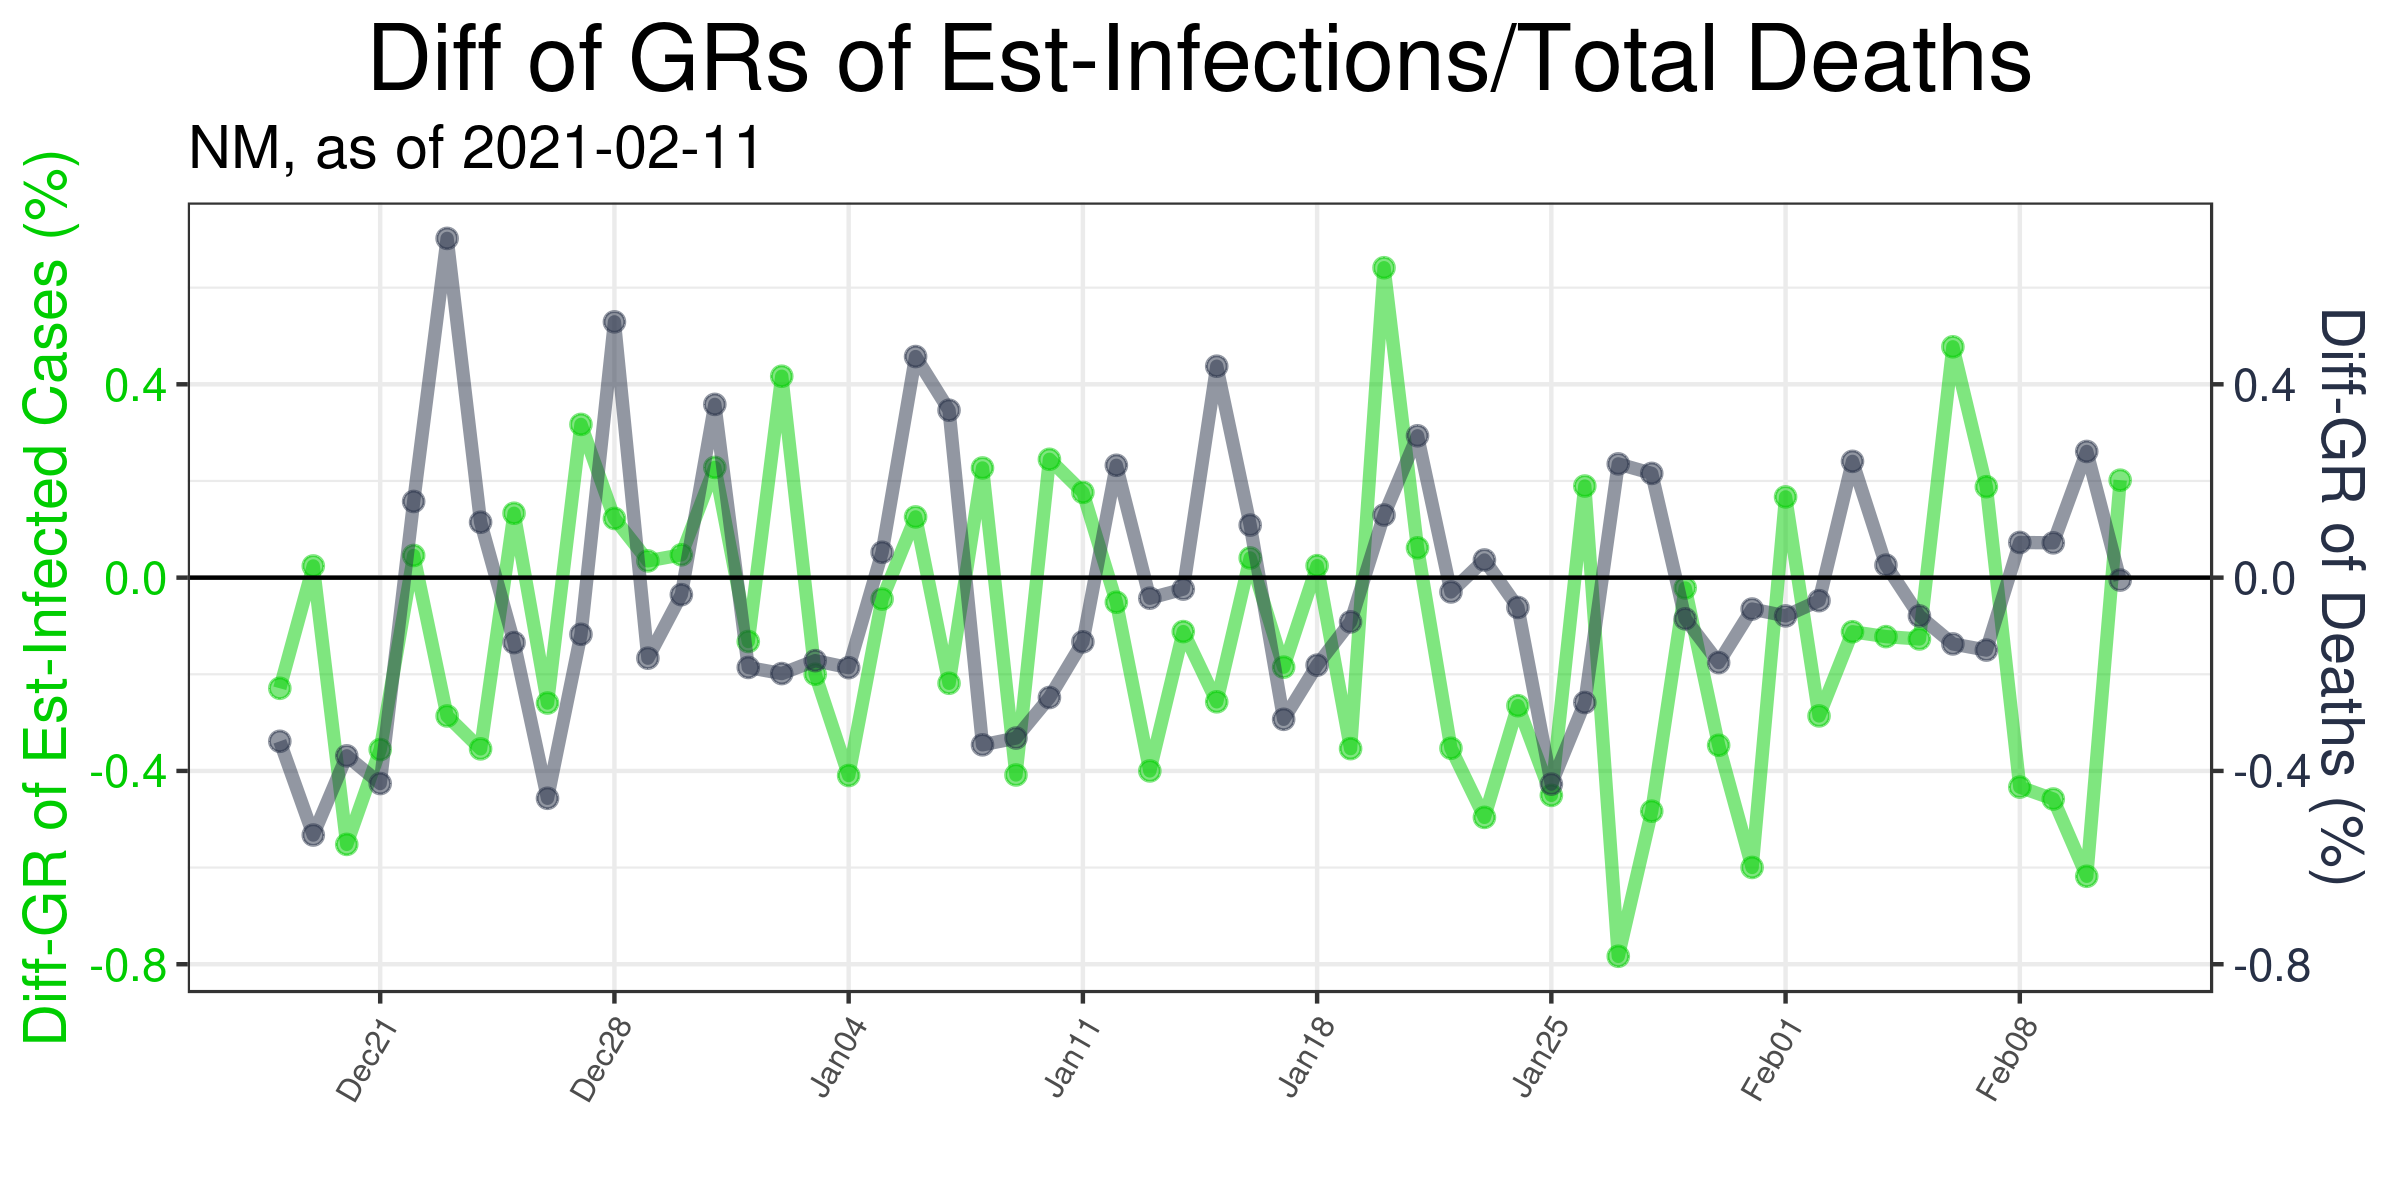 Diff of GRs of Est-Infections/Total Deaths
NM, as of 2021-02-11
Diff-GR of Est-Infected Cases (%)
0.4
0.0
-0.4
-0.8
0.4
0.0
-0.4
-0.8
Diff-GR of Deaths (%)
Dec21
Dec28
Jan04
Jan11
Jan18
Jan25
Feb01
Feb08